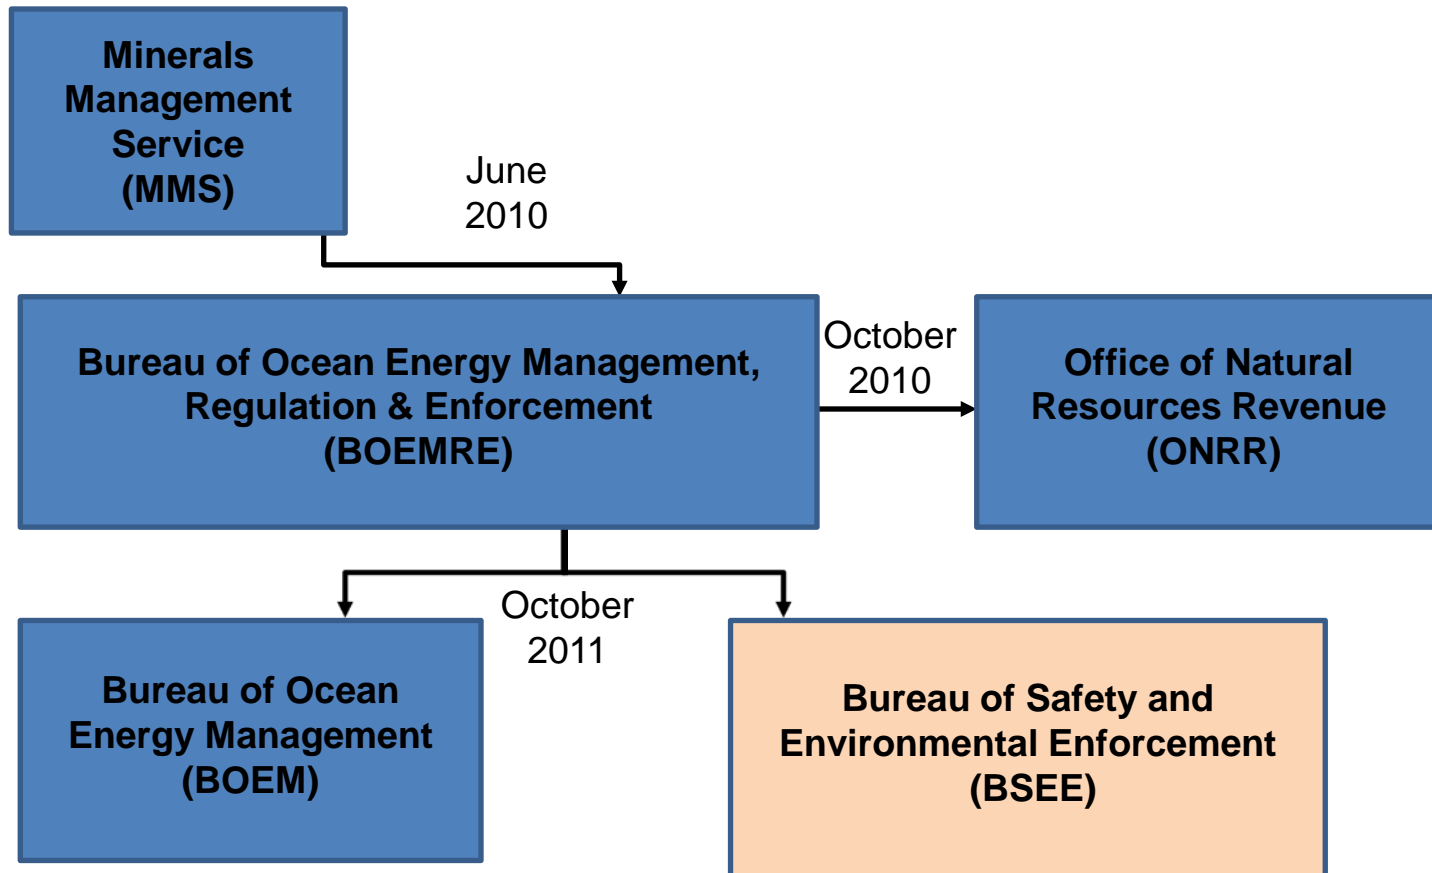 Minerals
Management
Service
(MMS)
June
2010
Bureau of Ocean Energy Management,
Regulation & Enforcement
(BOEMRE)
October
2010
Office of Natural
Resources Revenue
(ONRR)
October
2011
Bureau of Ocean
Energy Management
(BOEM)
Bureau of Safety and
Environmental Enforcement
(BSEE)